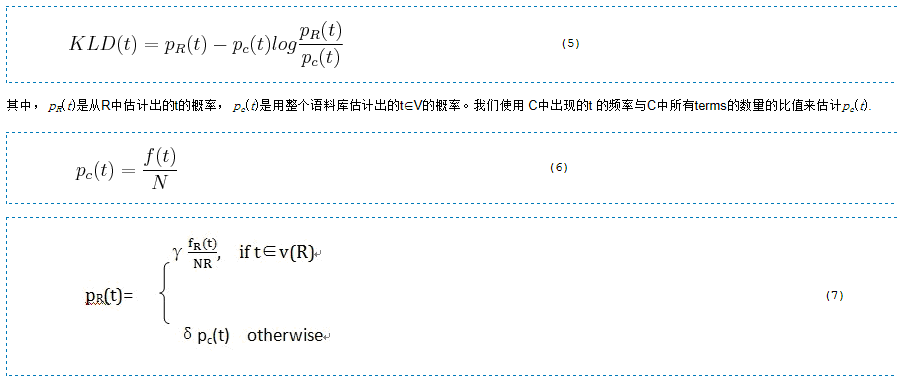 KLD(t) = p_R(t) − p_c(t)log p_R(t)/p_c(t) (5)
其中， p_R(t)是从R中估计出的t的概率， p_c(t)是用整个语料库估计出的t∈V的概率。我们使用 C中出现的t 的频率与C中所有terms的数量的比值来估计p_c(t).
p_c(t) = f(t)/N (6)
γ f_R(t)/NR, if t∈v(R)
p_R(t)= { (7)
δ p_c(t) otherwise